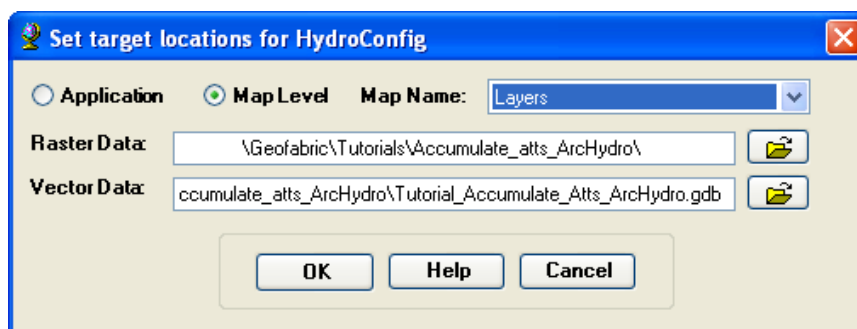 Set target locations for HydroConfig
Application Map Level Map Name: Layers
Raster Data: \Geofabric\Tutorials\Accumulate_atts_ArcHydro\
Vector Data: ccumulate_atts_ArcHydro\Tutorial_Accumulate_Atts_ArcHydro.gdb
OK Help Cancel